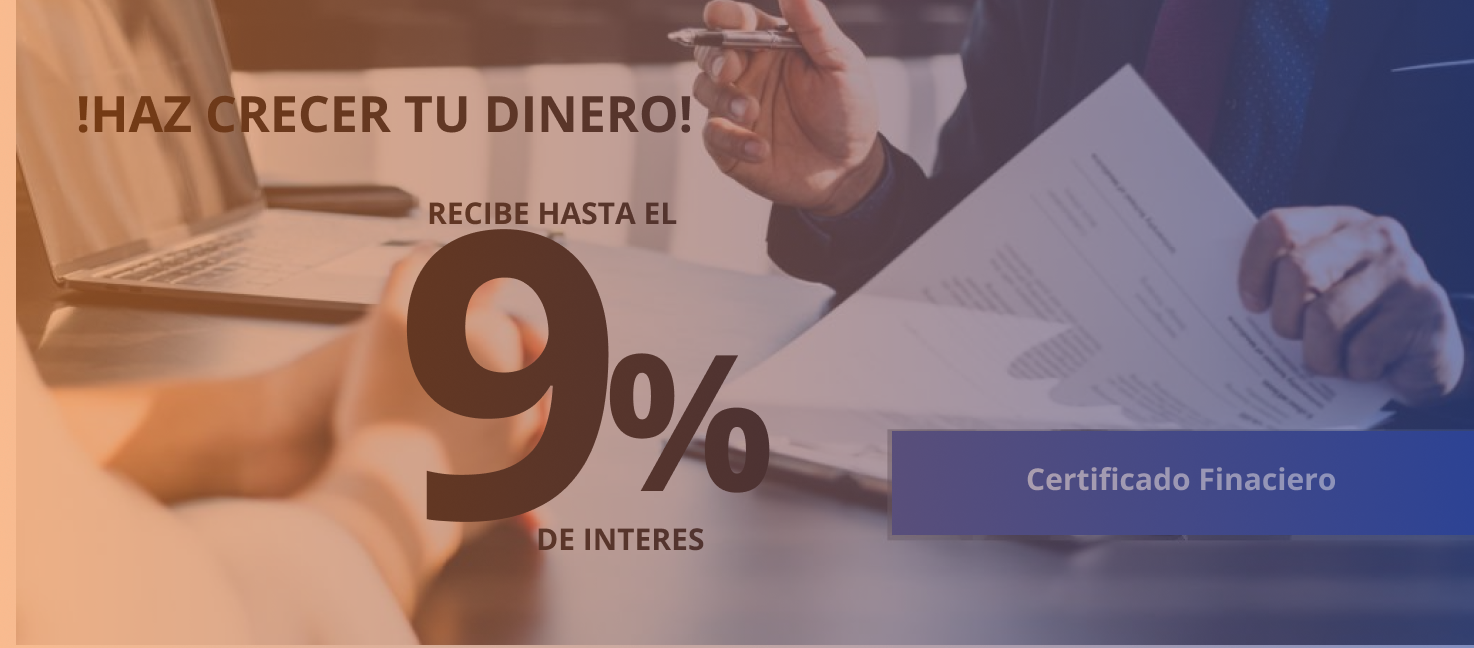 !HAZ CRECER TU DINERO!
RECIBE HASTA EL
9%
DE INTERES
Certificado Finaciero